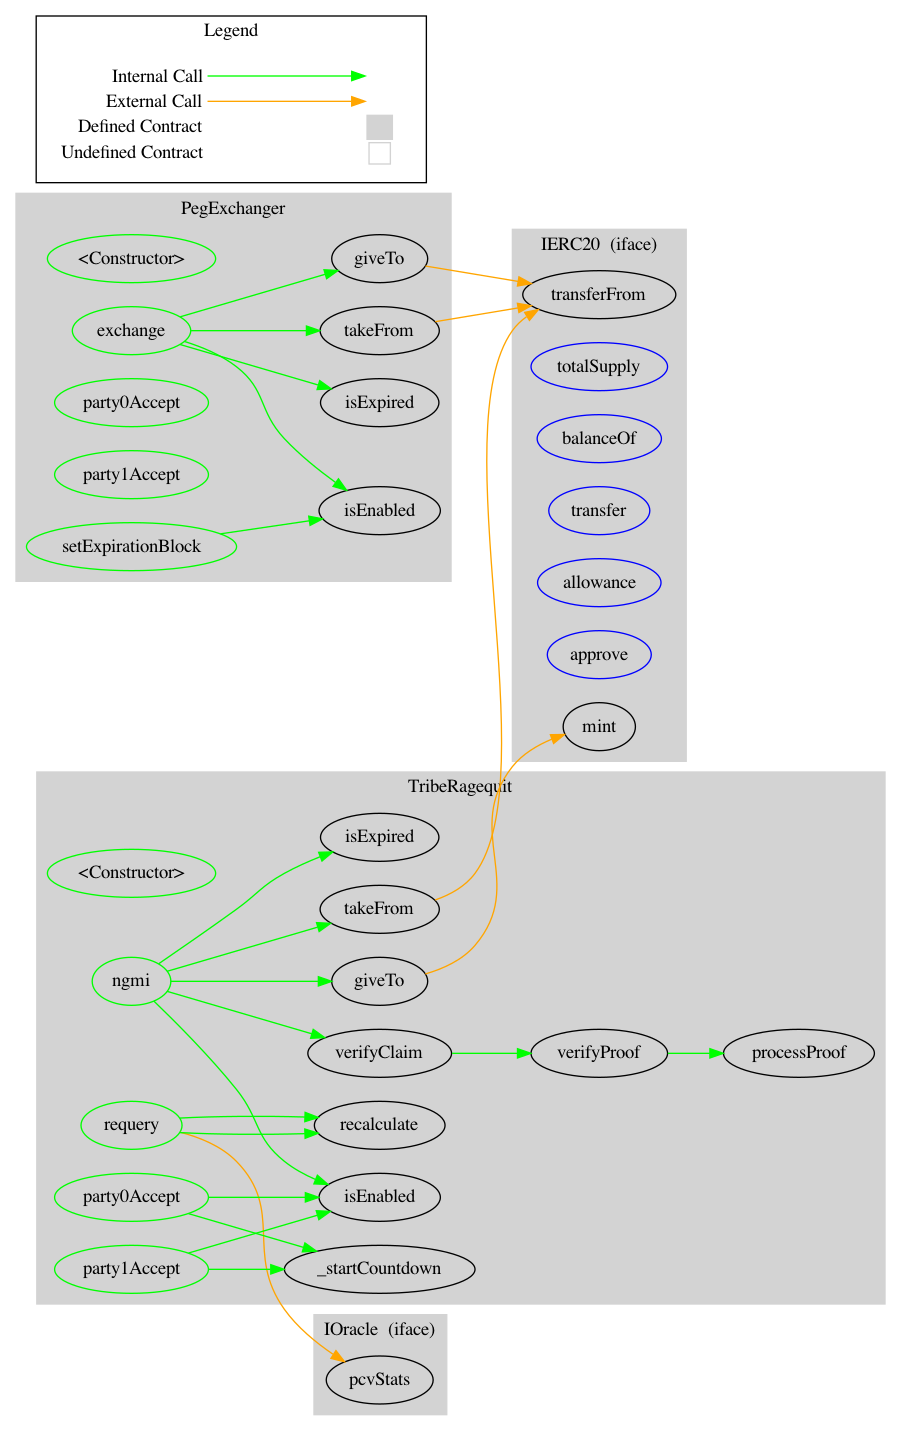 Legend
Internal Call
External Call
Defined Contract
Undefined Contract
PegExchanger
<Constructor>
giveTo
exchange
takeFrom
party0Accept
isExpired
party1Accept
isEnabled
setExpirationBlock
IERC20 (iface)
transferFrom
totalSupply
balanceOf
transfer
allowance
approve
mint
TribeRagequit
isExpired
<Constructor>
takeFrom
ngmi
giveTo
verifyClaim
verifyProof
processProof
requery
recalculate
party0Accept
isEnabled
party1Accept
_startCountdown
IOracle (iface)
pcvStats